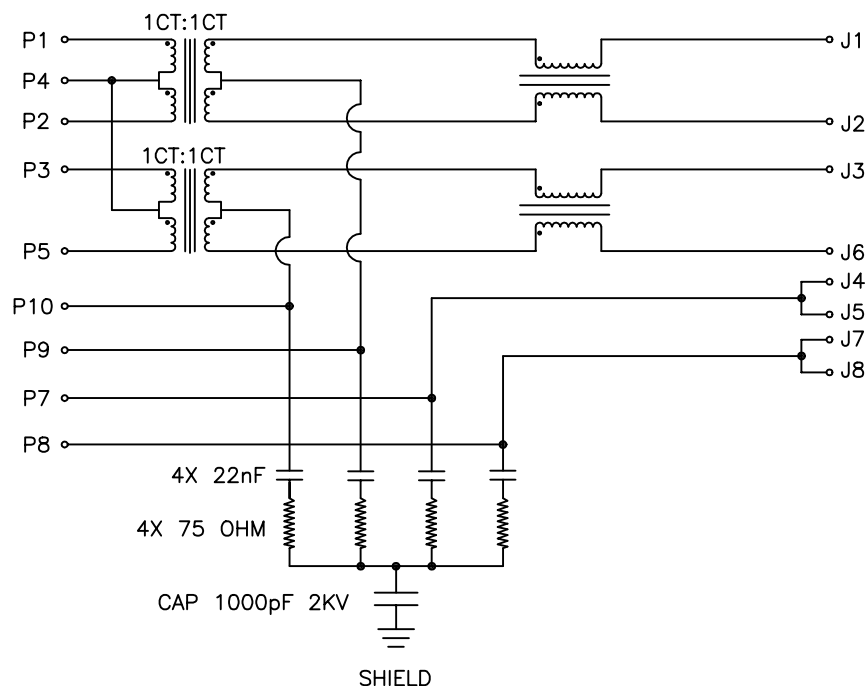 1CT:1CT
P1
J1
P4
P2
J2
1CT:1CT
P3
J3
P5
J6
J4
P10
J5
J7
P9
J8
P7
P8
4X 22nF
4X 75 OHM
CAP 1000pF 2KV
SHIELD